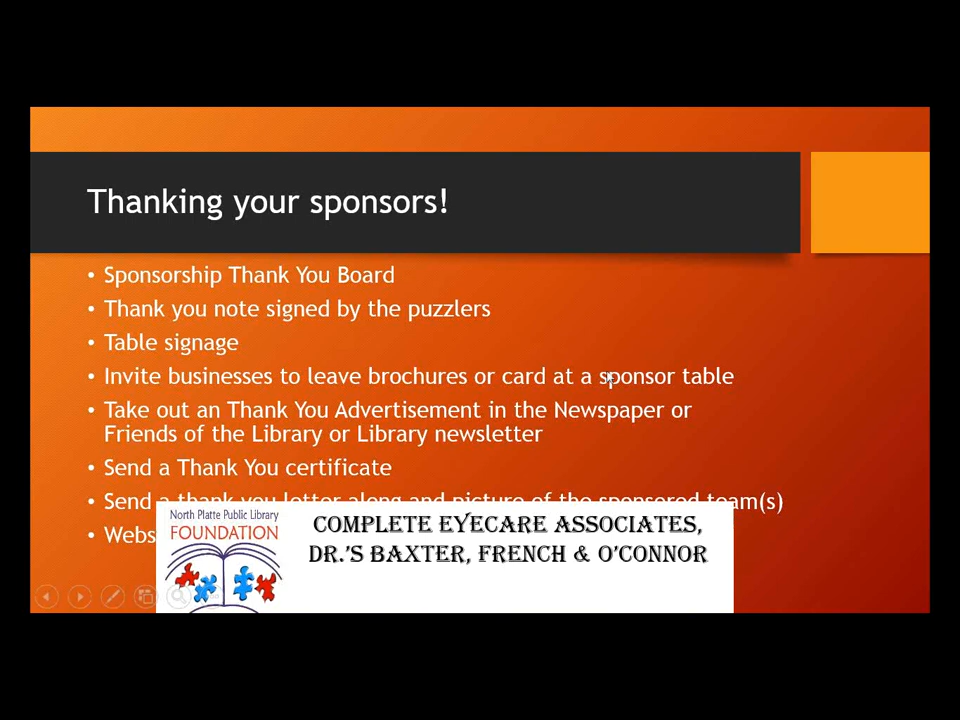 Thanking your sponsors!
• Sponsorship Thank You Board
• Thank you note signed by the puzzlers
• Table signage
• Invite businesses to leave brochures or card at a sponsor table
• Take out an Thank You Advertisement in the Newspaper or
Friends of the Library or Library newsletter
• Send a Thank You certificate
• Send a thank you letter along and picture of the sponsored team(s)
• Webs
North Platte Public Library
FOUNDATION
COMPLETE EYECARE ASSOCIATES,
DR.'S BAXTER, FRENCH & O'CONNOR